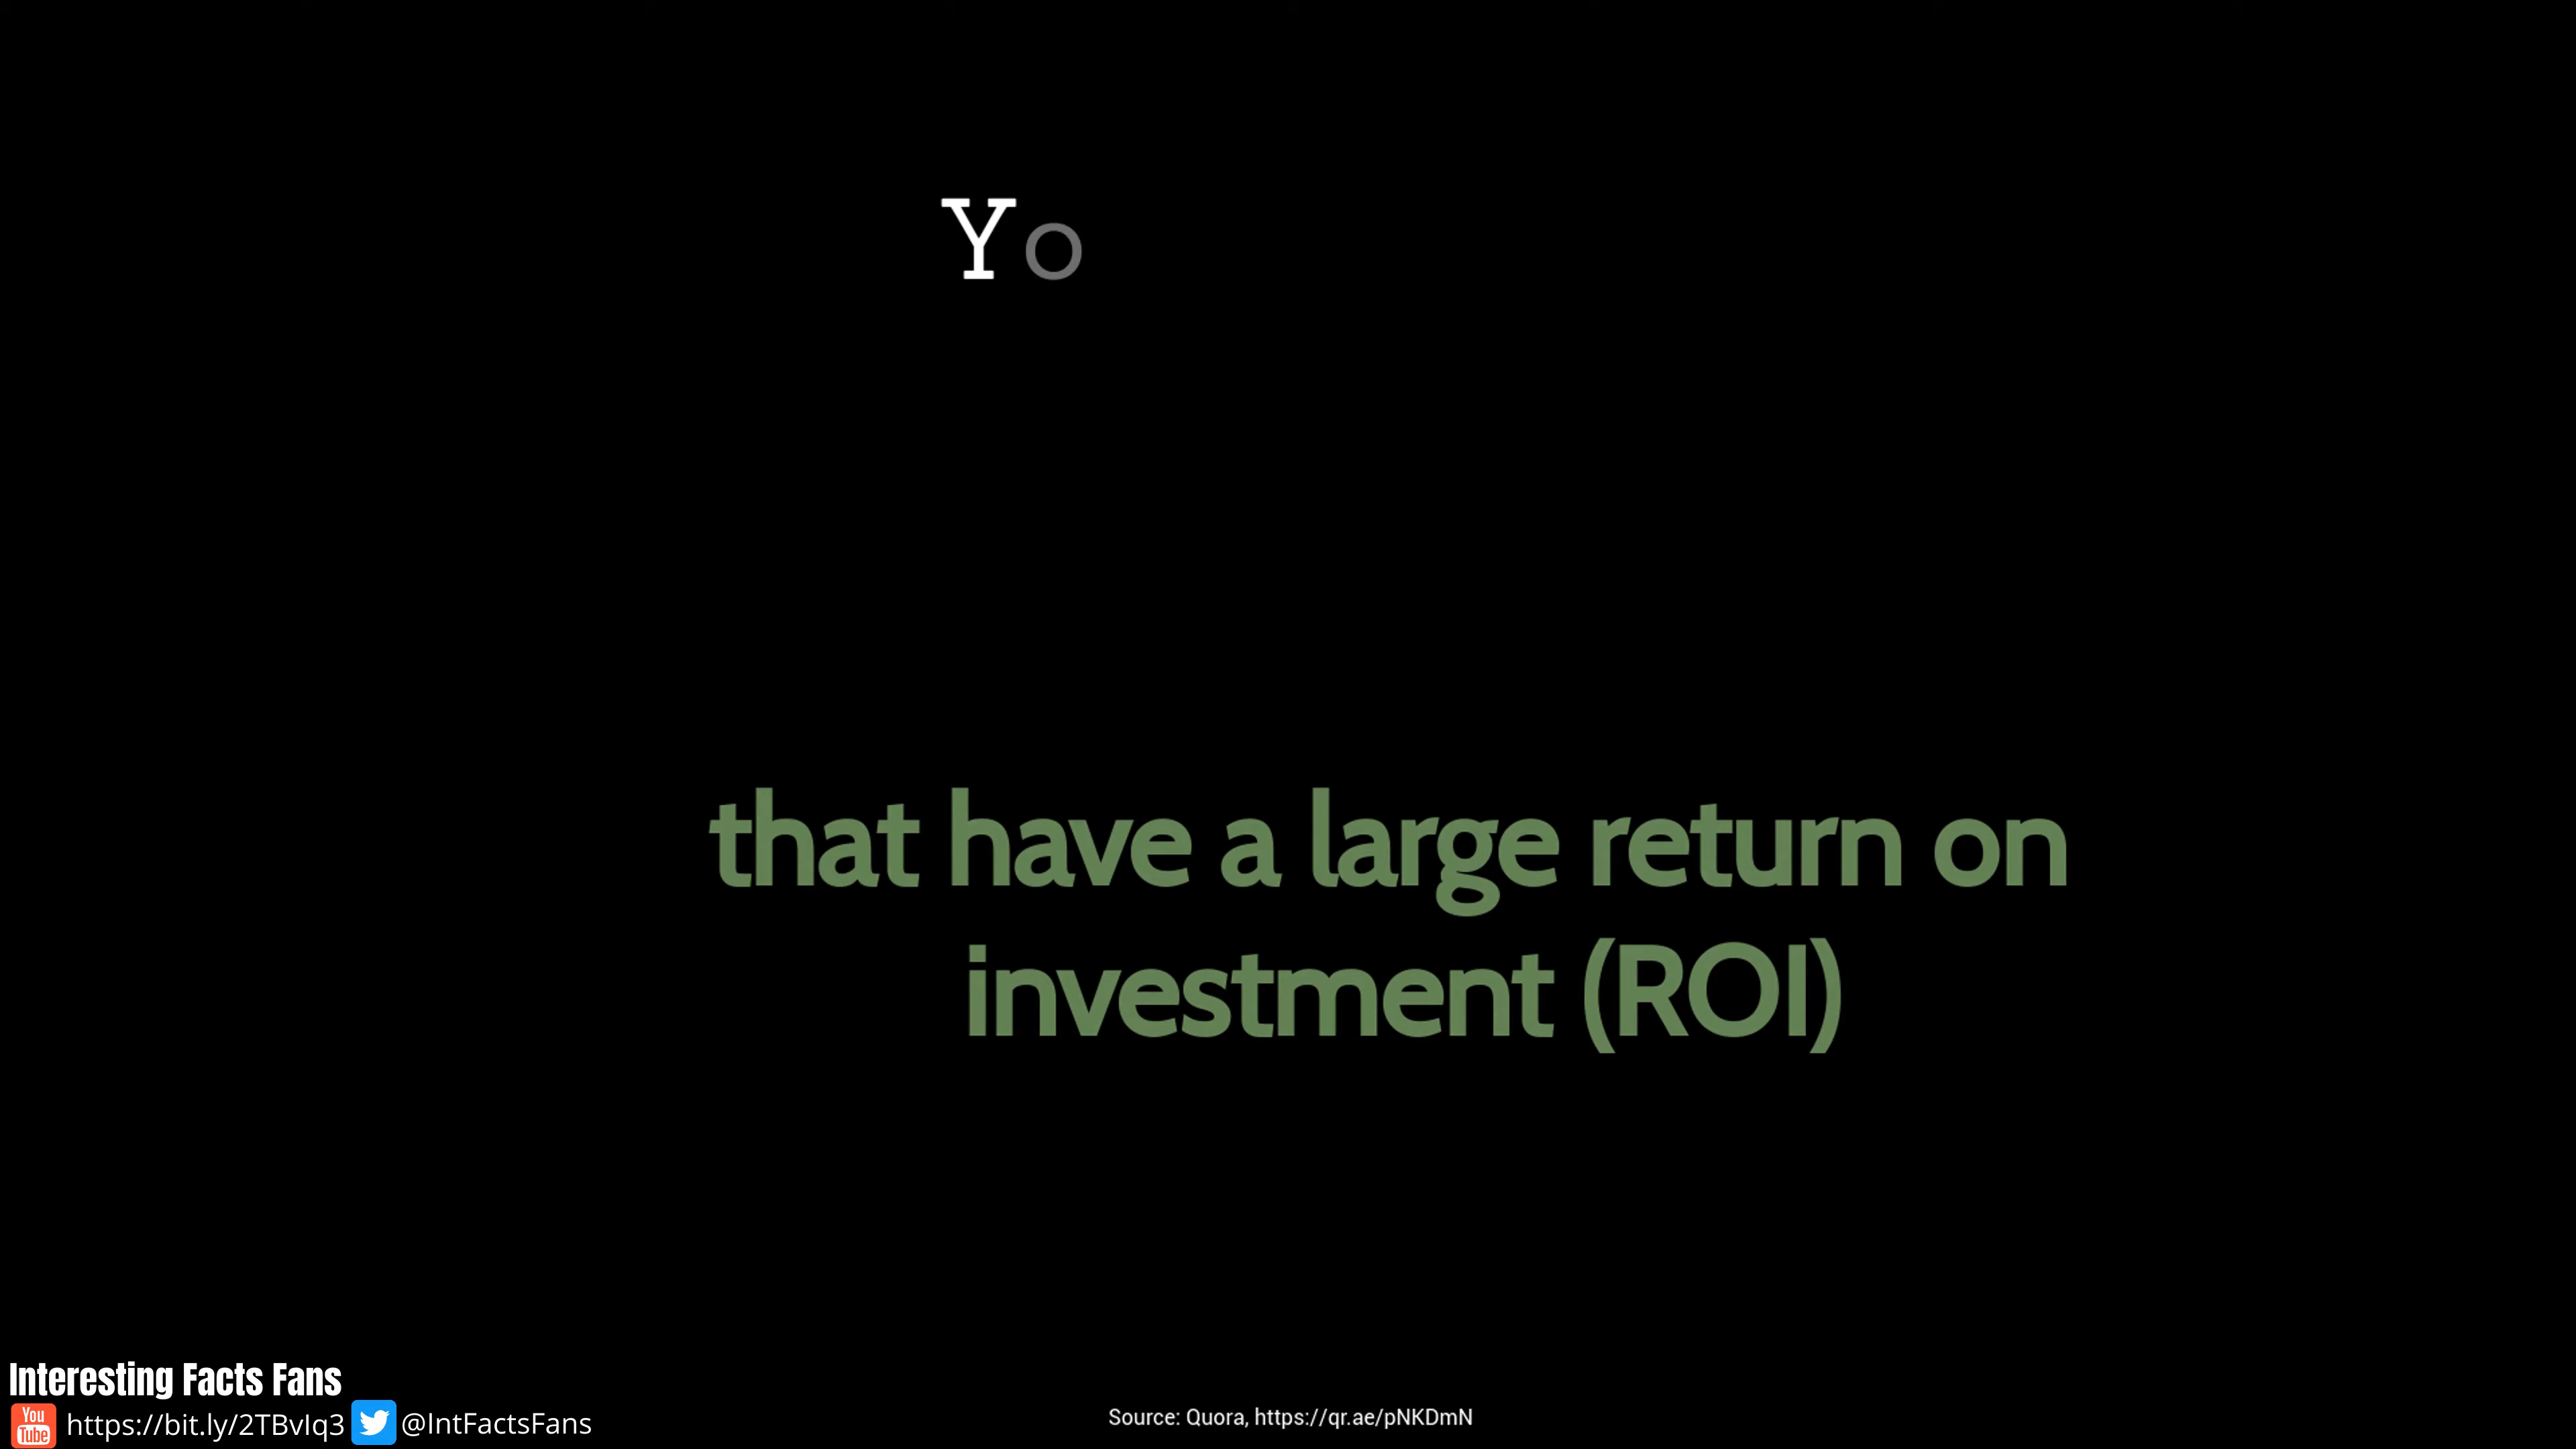 Yo
that have a large return on
investment (ROI)
Interesting Facts Fans
You
Tube
https://bit.ly/2TBvIq3 @IntFactsFans
Source: Quora, https://qr.ae/pNKDmN